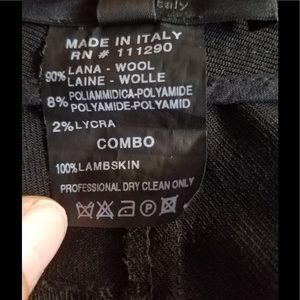 Italy
MADE IN ITALY
RN # 111290
90% LANA - WOOL
LAINE - WOLLE
8% POLIAMMIDICA-POLYAMIDE
POLYAMIDE-POLYAMID
2% LYCRA
COMBO
100% LAMBSKIN
PROFESSIONAL DRY CLEAN ONLY
P